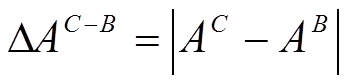 ΔA^{C−B} = |A^C − A^B|